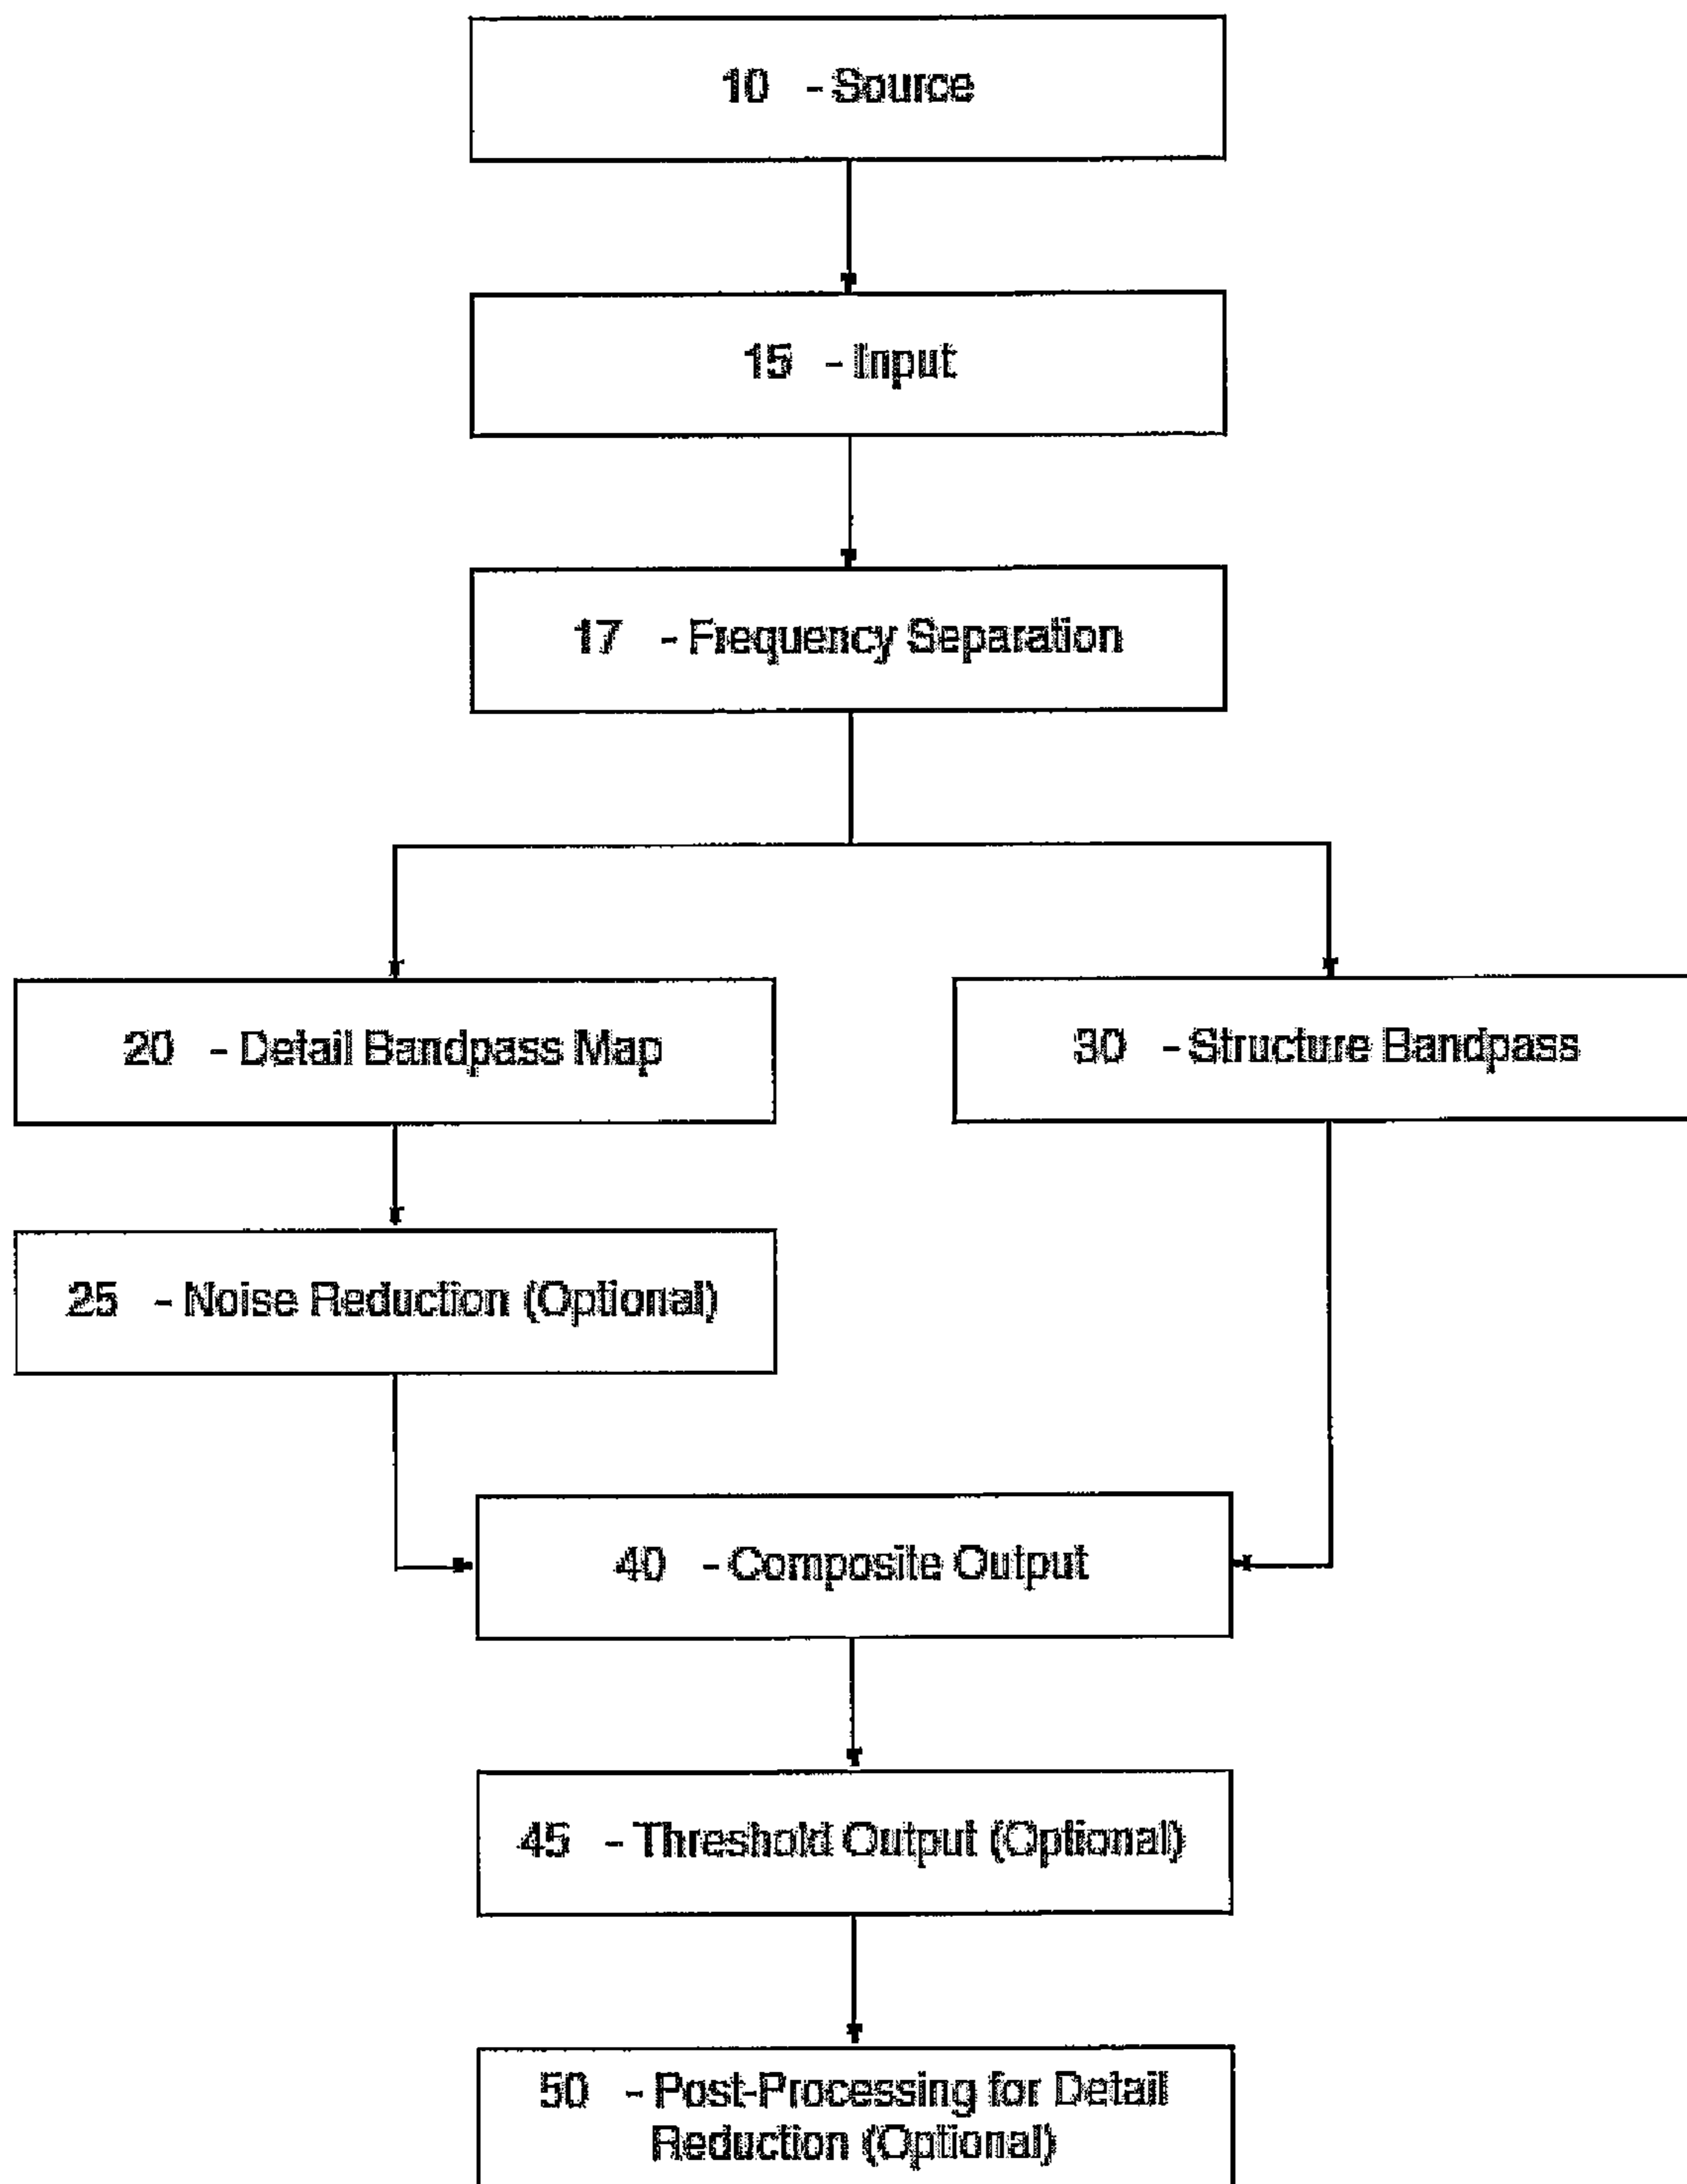 10 - Source
15 - Input
17 - Frequency Separation
20 - Detail Bandpass Map
30 - Structure Bandpass
25 - Noise Reduction (Optional)
40 - Composite Output
45 - Threshold Output (Optional)
50 - Post-Processing for Detail
Reduction (Optional)